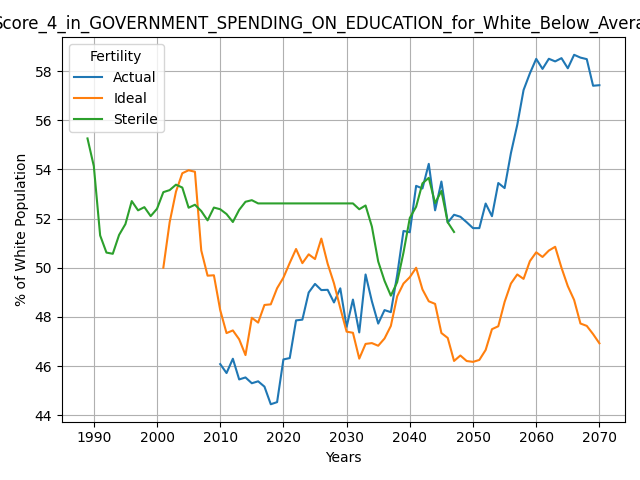 Score_4_in_GOVERNMENT_SPENDING_ON_EDUCATION_for_White_Below_Avera
Fertility
Actual
Ideal
Sterile
% of White Population
58
56
54
52
50
48
46
44
1990 2000 2010 2020 2030 2040 2050 2060 2070
Years